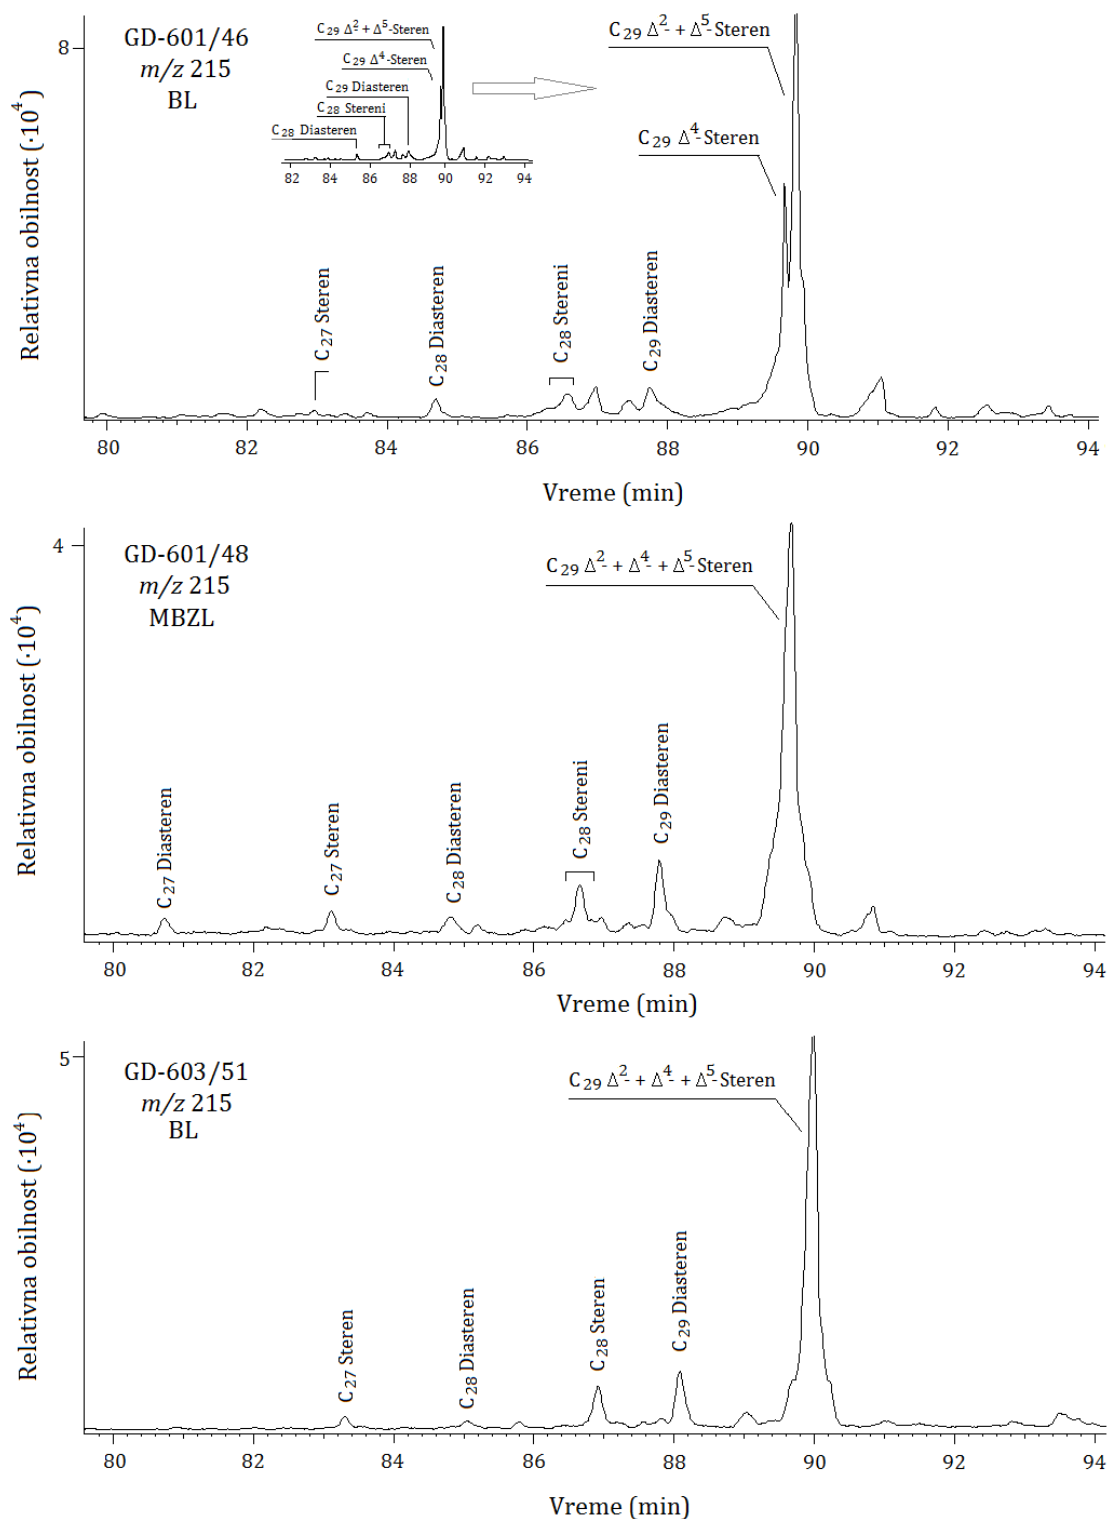 GD-601/46
m/z 215
BL
8
Relativna obilnost (·10⁴)
C₂₉ Δ² + Δ⁵-Steren
C₂₉ Δ⁴-Steren
C₂₉ Diasteren
C₂₈ Stereni
C₂₈ Diasteren
82 84 86 88 90 92 94
C₂₉ Δ²- + Δ⁵-Steren
C₂₉ Δ⁴-Steren
C₂₇ Steren
C₂₈ Diasteren
C₂₈ Stereni
C₂₉ Diasteren
80 82 84 86 88 90 92 94
Vreme (min)
GD-601/48
m/z 215
MBZL
4
Relativna obilnost (·10⁴)
C₂₉ Δ²- + Δ⁴- + Δ⁵-Steren
C₂₇ Diasteren
C₂₇ Steren
C₂₈ Diasteren
C₂₈ Stereni
C₂₉ Diasteren
80 82 84 86 88 90 92 94
Vreme (min)
GD-603/51
m/z 215
BL
5
Relativna obilnost (·10⁴)
C₂₉ Δ²- + Δ⁴- + Δ⁵-Steren
C₂₇ Steren
C₂₈ Diasteren
C₂₈ Steren
C₂₉ Diasteren
80 82 84 86 88 90 92 94
Vreme (min)